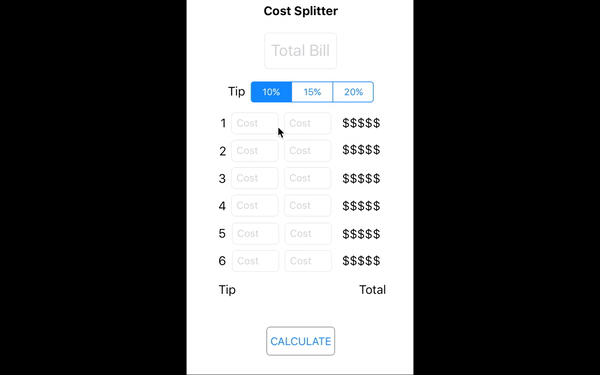 Cost Splitter
Total Bill
Tip 10% 15% 20%
1 Cost Cost $$$$$
2 Cost Cost $$$$$
3 Cost Cost $$$$$
4 Cost Cost $$$$$
5 Cost Cost $$$$$
6 Cost Cost $$$$$
Tip Total
CALCULATE